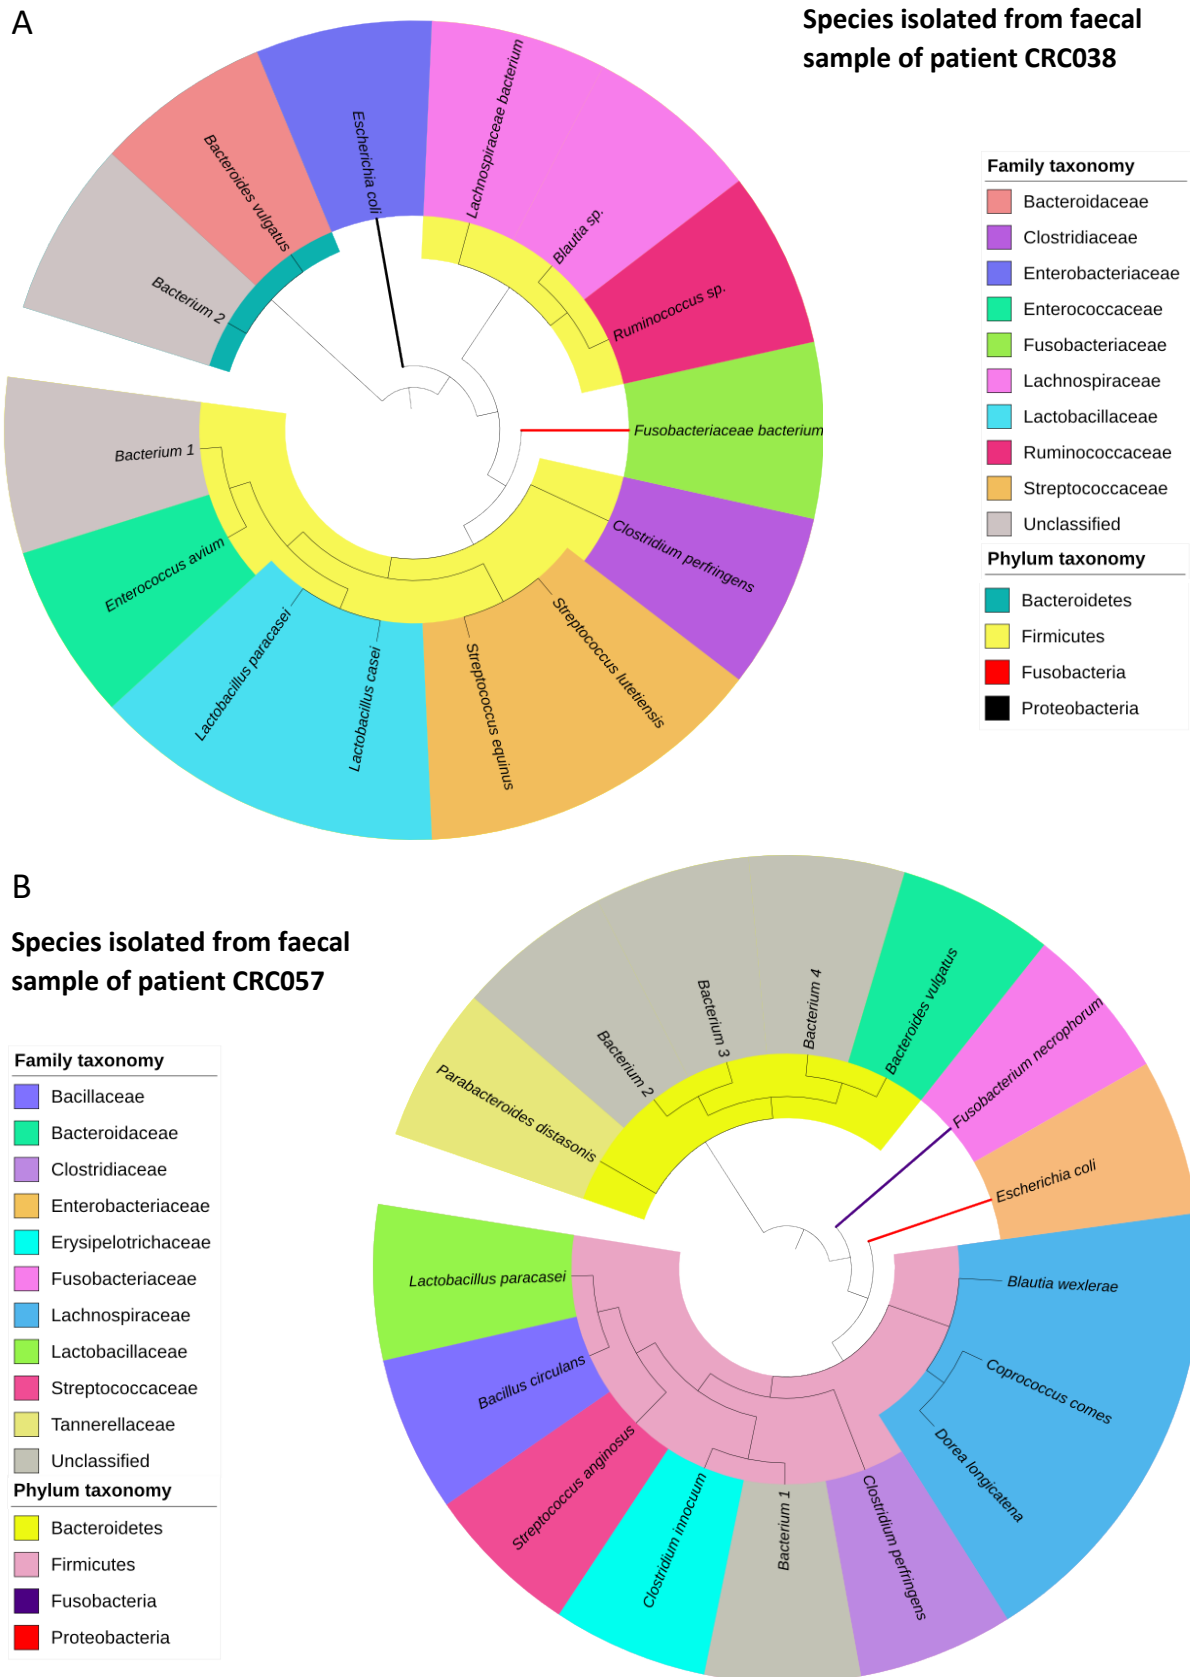 A
Species isolated from faecal
sample of patient CRC038
Lachnospiraceae bacterium
Escherichia coli
Bacteroides vulgatus
Blautia sp.
Bacterium 2
Ruminococcus sp.
Fusobacteriaceae bacterium
Bacterium 1
Clostridium perfringens
Enterococcus avium
Streptococcus lutetiensis
Lactobacillus paracasei
Lactobacillus casei
Streptococcus equinus
Family taxonomy
Bacteroidaceae
Clostridiaceae
Enterobacteriaceae
Enterococcaceae
Fusobacteriaceae
Lachnospiraceae
Lactobacillaceae
Ruminococcaceae
Streptococcaceae
Unclassified
Phylum taxonomy
Bacteroidetes
Firmicutes
Fusobacteria
Proteobacteria
B
Species isolated from faecal
sample of patient CRC057
Bacterium 4
Bacteroides vulgatus
Bacterium 3
Fusobacterium necrophorum
Bacterium 2
Parabacteroides distasonis
Escherichia coli
Lactobacillus paracasei
Blautia wexlerae
Coprococcus comes
Bacillus circulans
Dorea longicatena
Streptococcus anginosus
Clostridium innocuum
Bacterium 1
Clostridium perfringens
Family taxonomy
Bacillaceae
Bacteroidaceae
Clostridiaceae
Enterobacteriaceae
Erysipelotrichaceae
Fusobacteriaceae
Lachnospiraceae
Lactobacillaceae
Streptococcaceae
Tannerellaceae
Unclassified
Phylum taxonomy
Bacteroidetes
Firmicutes
Fusobacteria
Proteobacteria